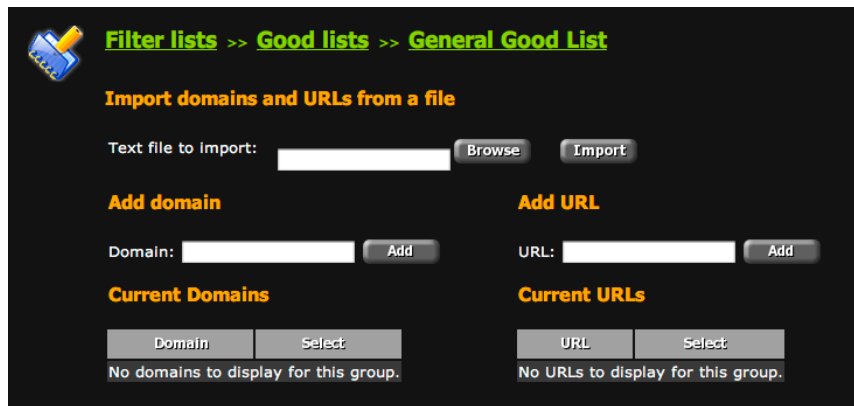 Filter lists >> Good lists >> General Good List
Import domains and URLs from a file
Text file to import: Browse Import
Add domain
Add URL
Domain: Add
URL: Add
Current Domains
Current URLs
Domain Select
URL Select
No domains to display for this group.
No URLs to display for this group.